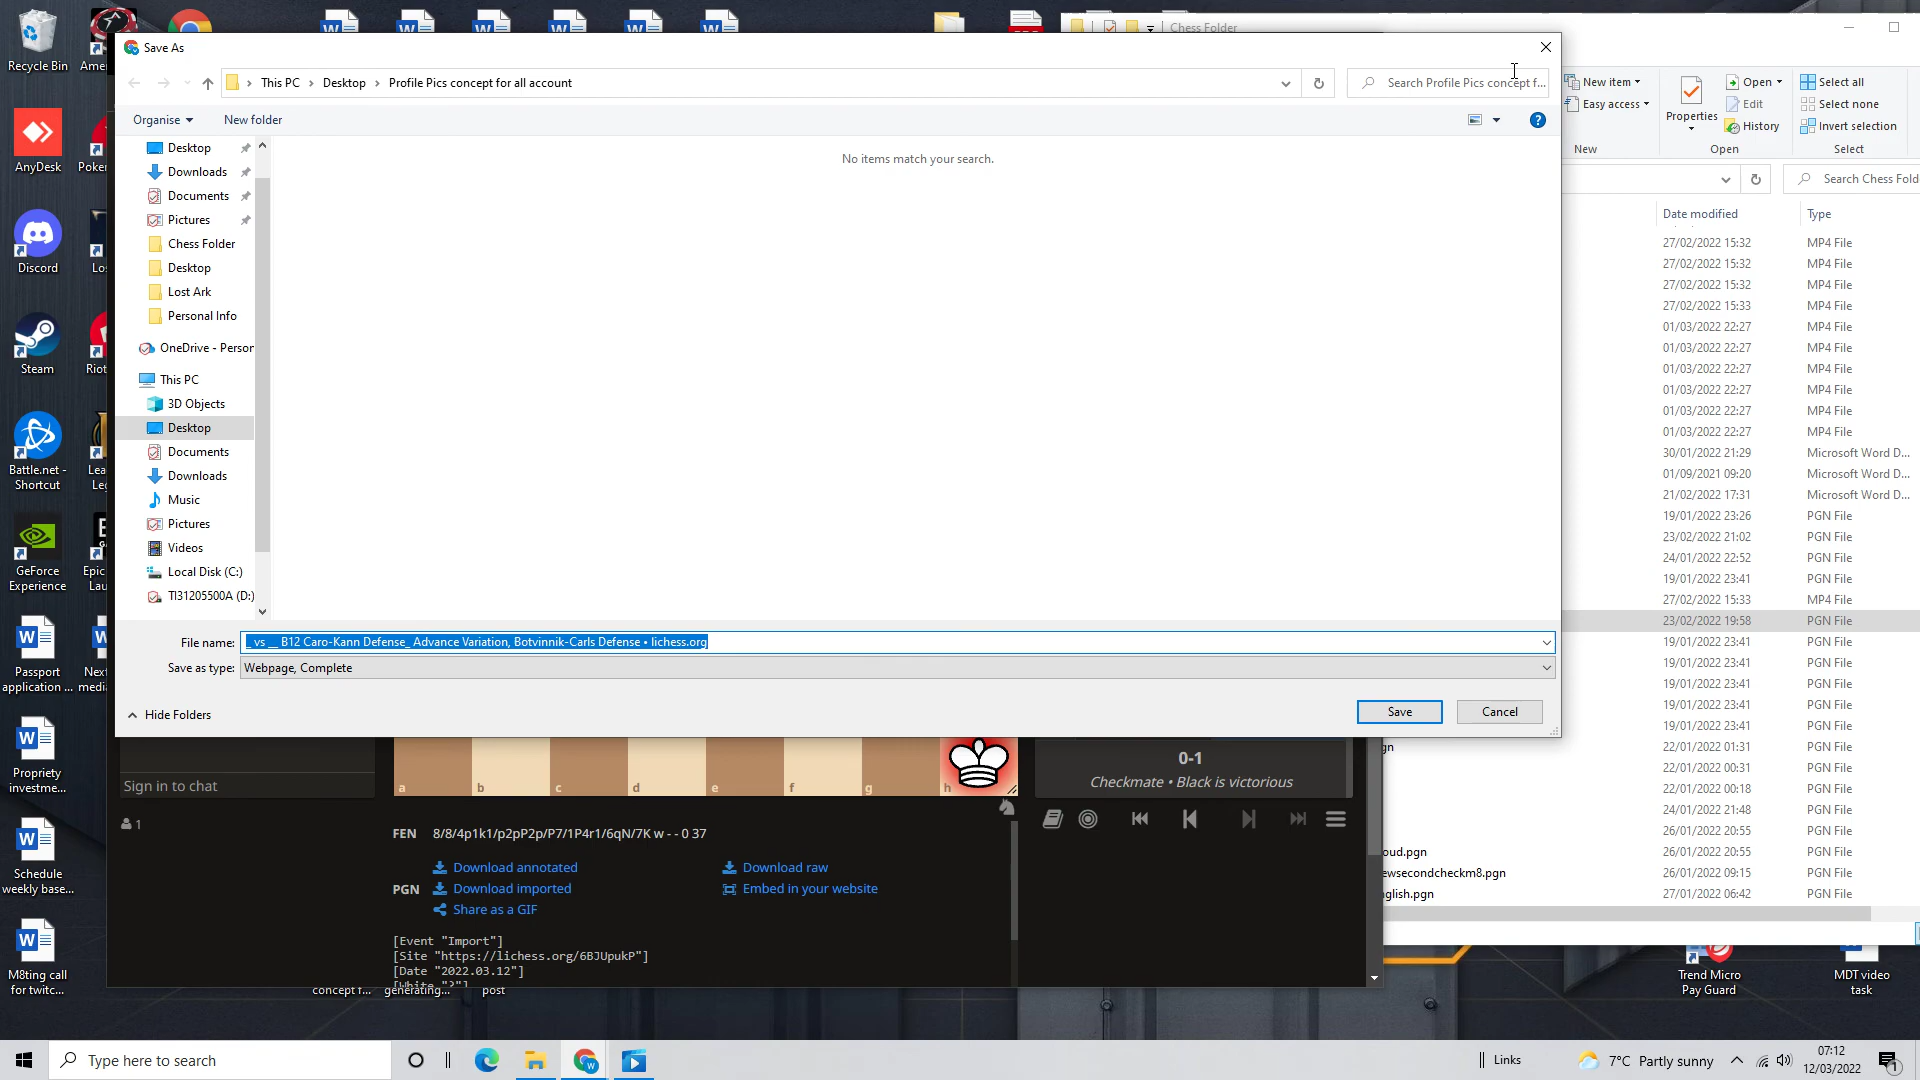 Recycle Bin
AnyDesk
Discord
Steam
Battle.net -
Shortcut
GeForce
Experience
Passport
application ...
Propriety
investme...
Schedule
weekly base...
M8ting call
for twitc...
Save As
This PC
Desktop
Profile Pics concept for all account
Search Profile Pics concept f...
Organise
New folder
No items match your search.
Desktop
Downloads
Documents
Pictures
Chess Folder
Desktop
Lost Ark
Personal Info
OneDrive - Person
This PC
3D Objects
Desktop
Documents
Downloads
Music
Pictures
Videos
Local Disk (C:)
TI31205500A (D:)
File name:
_ vs __ B12 Caro-Kann Defense_ Advance Variation, Botvinnik-Carls Defense • lichess.org
Save as type:
Webpage, Complete
Hide Folders
Save
Cancel
Chess Folder
New item
Easy access
New
Properties
Open
Edit
History
Open
Select all
Select none
Invert selection
Select
Search Chess Fold
Date modified Type
27/02/2022 15:32 MP4 File
27/02/2022 15:32 MP4 File
27/02/2022 15:32 MP4 File
27/02/2022 15:33 MP4 File
01/03/2022 22:27 MP4 File
01/03/2022 22:27 MP4 File
01/03/2022 22:27 MP4 File
01/03/2022 22:27 MP4 File
01/03/2022 22:27 MP4 File
01/03/2022 22:27 MP4 File
30/01/2022 21:29 Microsoft Word D...
01/09/2021 09:20 Microsoft Word D...
21/02/2022 17:31 Microsoft Word D...
19/01/2022 23:26 PGN File
23/02/2022 21:02 PGN File
24/01/2022 22:52 PGN File
19/01/2022 23:41 PGN File
27/02/2022 15:33 PGN File
23/02/2022 19:58 PGN File
19/01/2022 23:41 PGN File
19/01/2022 23:41 PGN File
19/01/2022 23:41 PGN File
19/01/2022 23:41 PGN File
19/01/2022 23:41 PGN File
22/01/2022 01:31 PGN File
22/01/2022 00:31 PGN File
22/01/2022 00:18 PGN File
24/01/2022 21:48 PGN File
26/01/2022 20:55 PGN File
oud.pgn 26/01/2022 20:55 PGN File
ewsecondcheckm8.pgn 26/01/2022 09:15 PGN File
glish.pgn 27/01/2022 06:42 PGN File
Sign in to chat
1
a b c d e f g h
0-1
Checkmate • Black is victorious
FEN 8/8/4p1k1/p2pP2p/P7/1P4r1/6qN/7K w - - 0 37
PGN
Download annotated
Download raw
Download imported
Embed in your website
Share as a GIF
[Event "Import"]
[Site "https://lichess.org/6BJUpukP"]
[Date "2022.03.12"]
[White "?"]
concept f... generating... post
Trend Micro
Pay Guard
MDT video
task
Type here to search
Links
7°C Partly sunny
07:12
12/03/2022
1